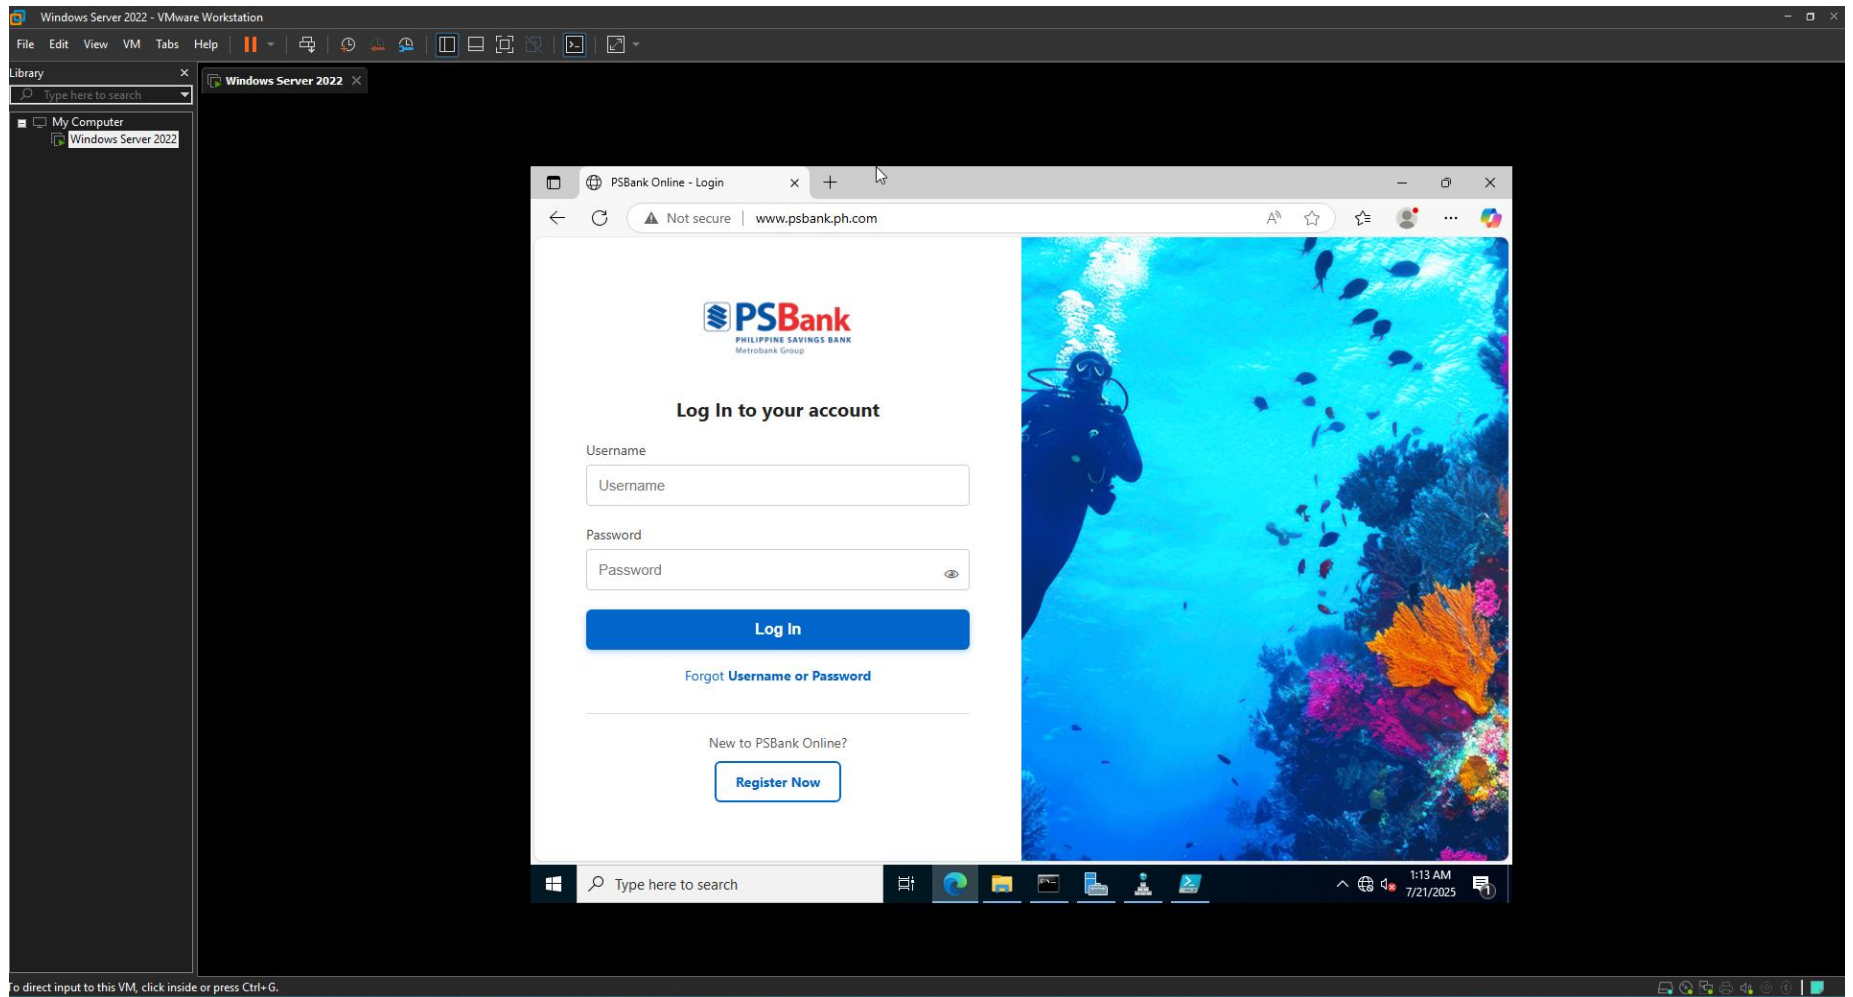 Windows Server 2022 - VMware Workstation
File Edit View VM Tabs Help
Library
Windows Server 2022
Type here to search
My Computer
Windows Server 2022
PSBank Online - Login
Not secure www.psbank.ph.com
PSBank
PHILIPPINE SAVINGS BANK
Metrobank Group
Log In to your account
Username
Username
Password
Password
Log In
Forgot Username or Password
New to PSBank Online?
Register Now
Type here to search
1:13 AM
7/21/2025
1
To direct input to this VM, click inside or press Ctrl+G.